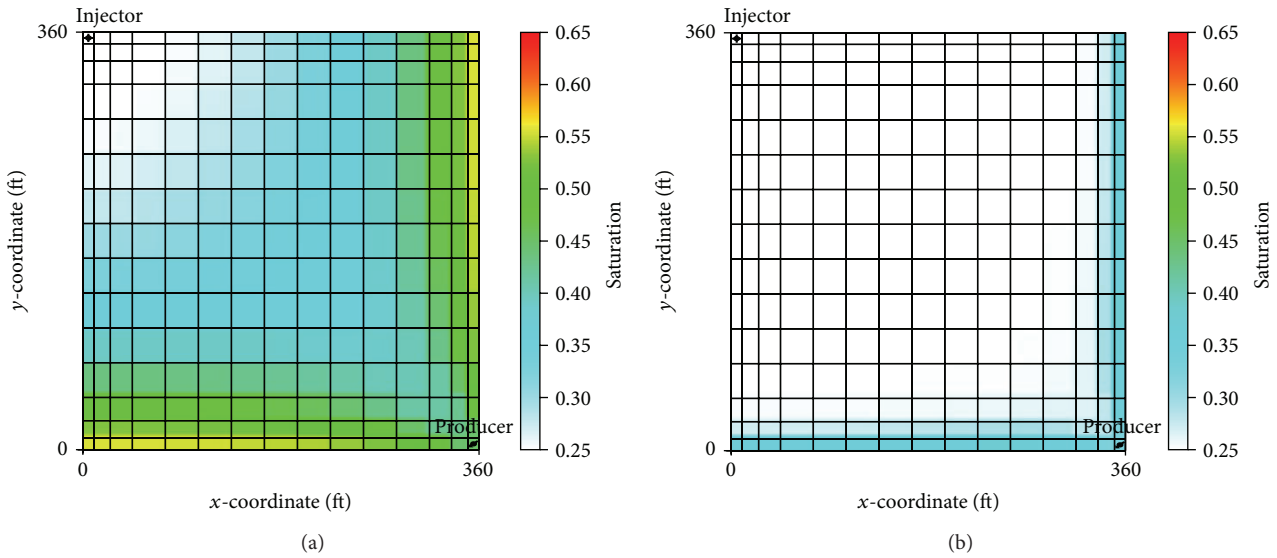 Injector
360
y-coordinate (ft)
0
0
360
x-coordinate (ft)
Producer
0.65
0.60
0.55
0.50
0.45
0.40
0.35
0.30
0.25
Saturation
(a)
Injector
360
y-coordinate (ft)
0
0
360
x-coordinate (ft)
Producer
0.65
0.60
0.55
0.50
0.45
0.40
0.35
0.30
0.25
Saturation
(b)